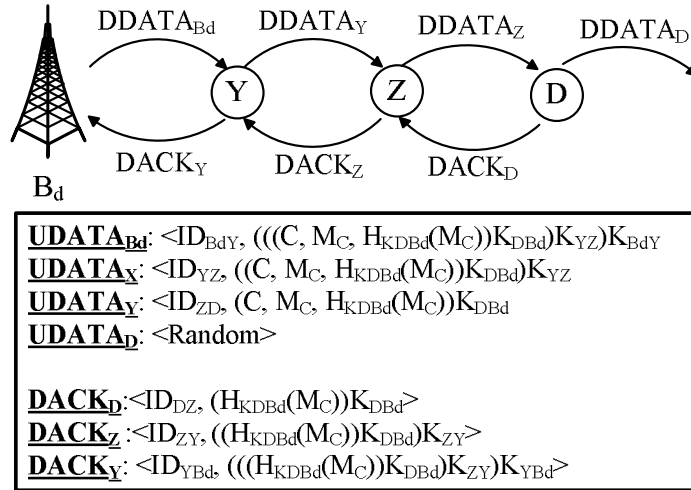 DDATA_Bd DDATA_Y DDATA_Z DDATA_D
Y Z D
DACK_Y DACK_Z DACK_D
B_d
UDATA_Bd: <ID_BdY, (((C, M_C, H_KDBd(M_C))K_DBd)K_YZ)K_BdY
UDATA_X: <ID_YZ, ((C, M_C, H_KDBd(M_C))K_DBd)K_YZ
UDATA_Y: <ID_ZD, (C, M_C, H_KDBd(M_C))K_DBd
UDATA_D: <Random>
DACK_D:<ID_DZ, (H_KDBd(M_C))K_DBd>
DACK_Z :<ID_ZY, ((H_KDBd(M_C))K_DBd)K_ZY>
DACK_Y: <ID_YBd, (((H_KDBd(M_C))K_DBd)K_ZY)K_YBd>